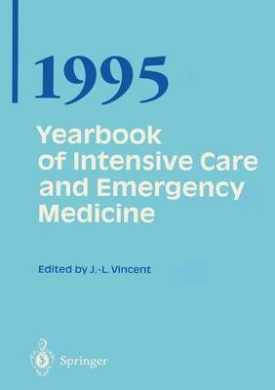 1995
Yearbook
of Intensive Care
and Emergency
Medicine
Edited by J.-L. Vincent
Springer